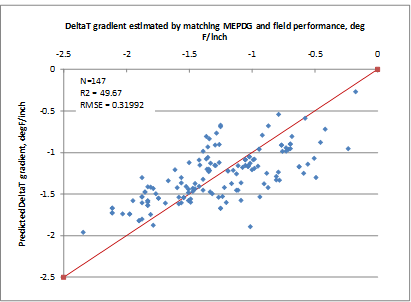 DeltaT gradient estimated by matching MEPDG and field performance, deg
F/inch
-2.5 -2 -1.5 -1 -0.5 0
0
-0.5
-1
-1.5
-2
-2.5
N=147
R2 = 49.67
RMSE = 0.31992
Predicted DeltaT gradient, degF/inch